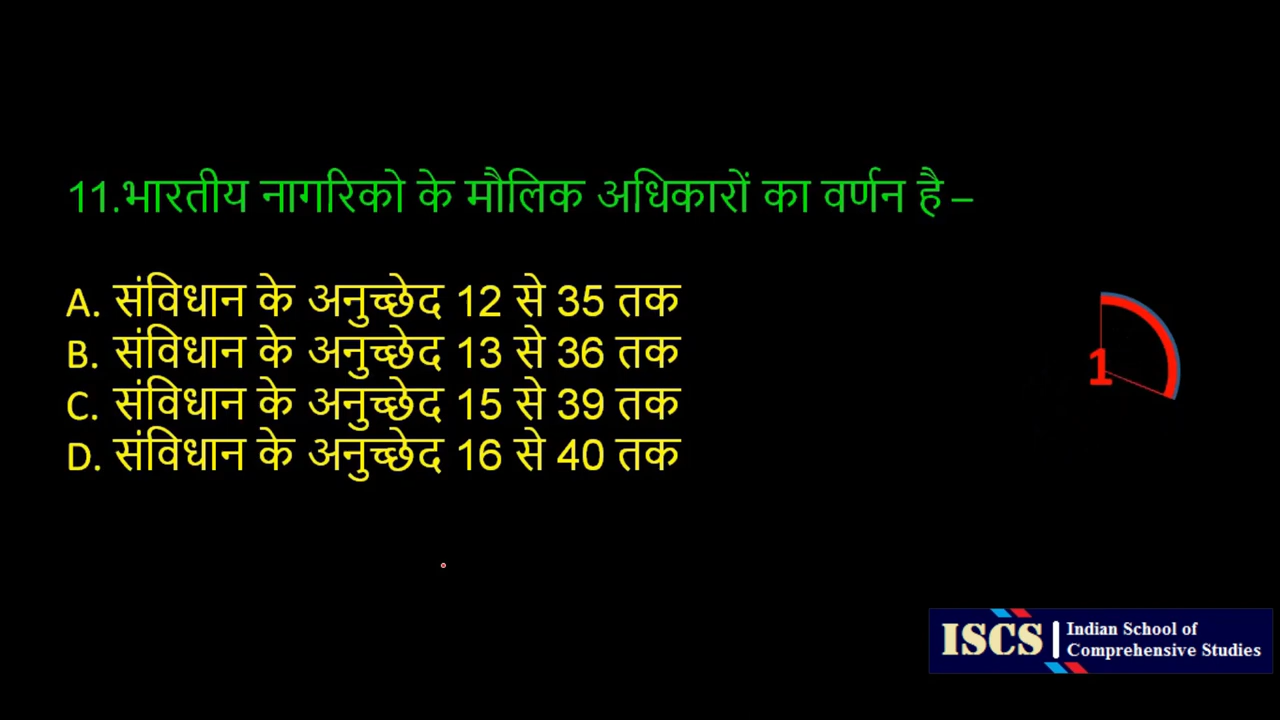 11.भारतीय नागरिको के मौलिक अधिकारों का वर्णन है –
A. संविधान के अनुच्छेद 12 से 35 तक
B. संविधान के अनुच्छेद 13 से 36 तक
C. संविधान के अनुच्छेद 15 से 39 तक
D. संविधान के अनुच्छेद 16 से 40 तक
1
ISCS
Indian School of
Comprehensive Studies